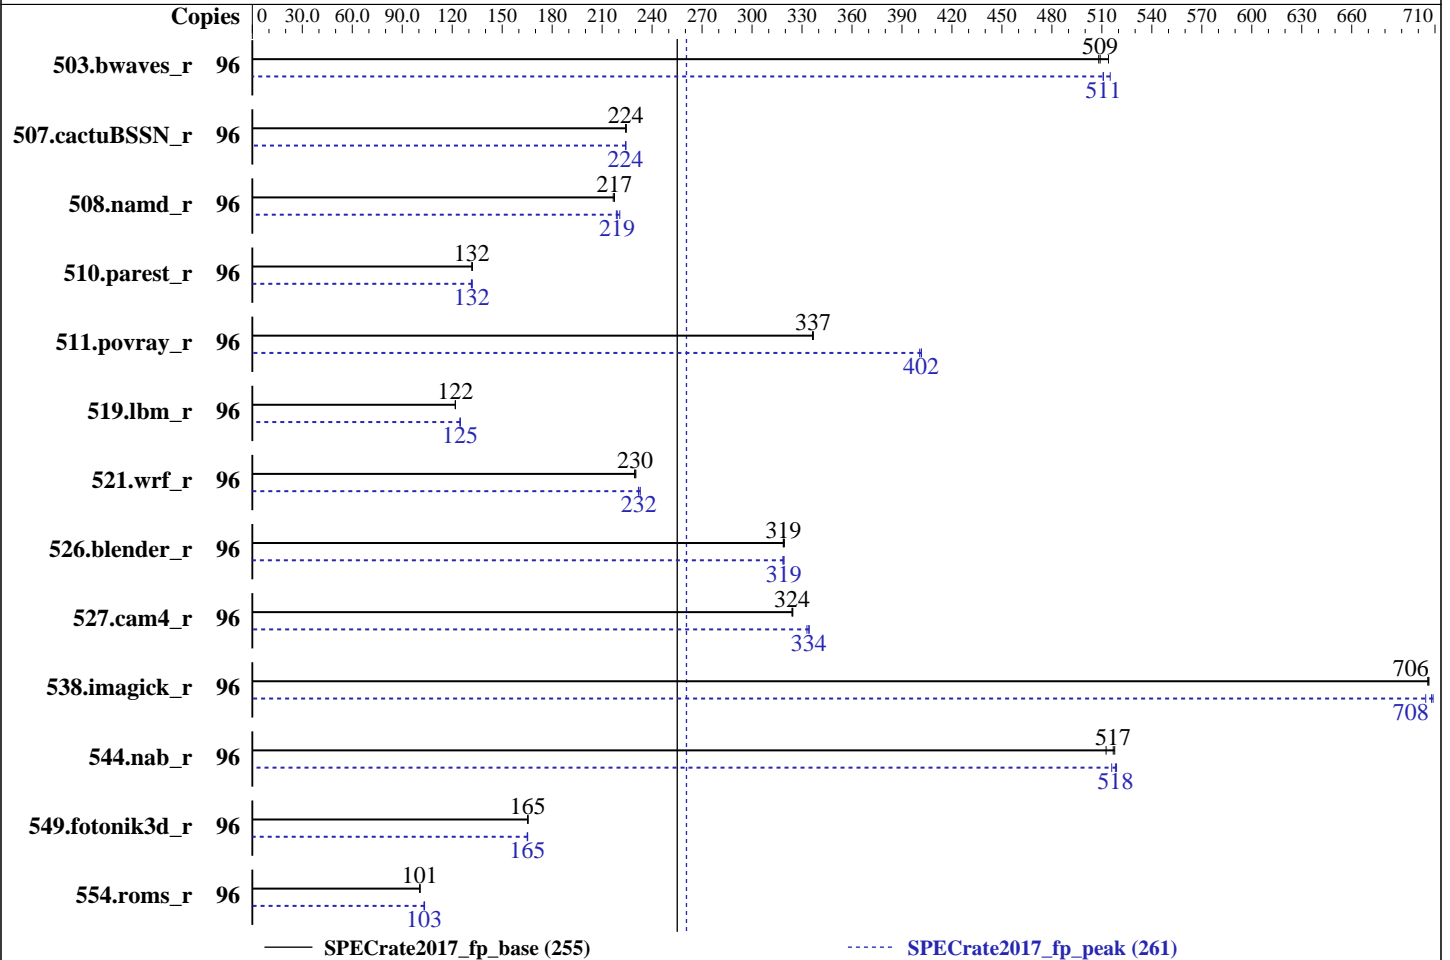 Copies 0 30.0 60.0 90.0 120 150 180 210 240 270 300 330 360 390 420 450 480 510 540 570 600 630 660 710
509
503.bwaves_r 96
511
224
507.cactuBSSN_r 96
224
217
508.namd_r 96
219
132
510.parest_r 96
132
337
511.povray_r 96
402
122
519.lbm_r 96
125
230
521.wrf_r 96
232
319
526.blender_r 96
319
324
527.cam4_r 96
334
706
538.imagick_r 96
708
517
544.nab_r 96
518
165
549.fotonik3d_r 96
165
101
554.roms_r 96
103
SPECrate2017_fp_base (255) SPECrate2017_fp_peak (261)